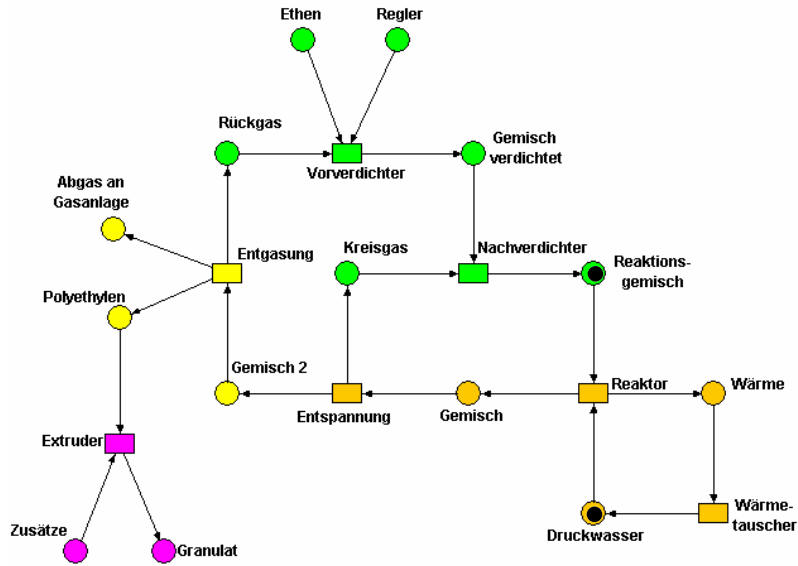 Ethen
Regler
Rückgas
Gemisch
verdichtet
Vorverdichter
Abgas an
Gasanlage
Entgasung
Kreisgas
Nachverdichter
Reaktions-
gemisch
Polyethylen
Gemisch 2
Entspannung
Gemisch
Reaktor
Wärme
Extruder
Wärme-
tauscher
Druckwasser
Zusätze
Granulat